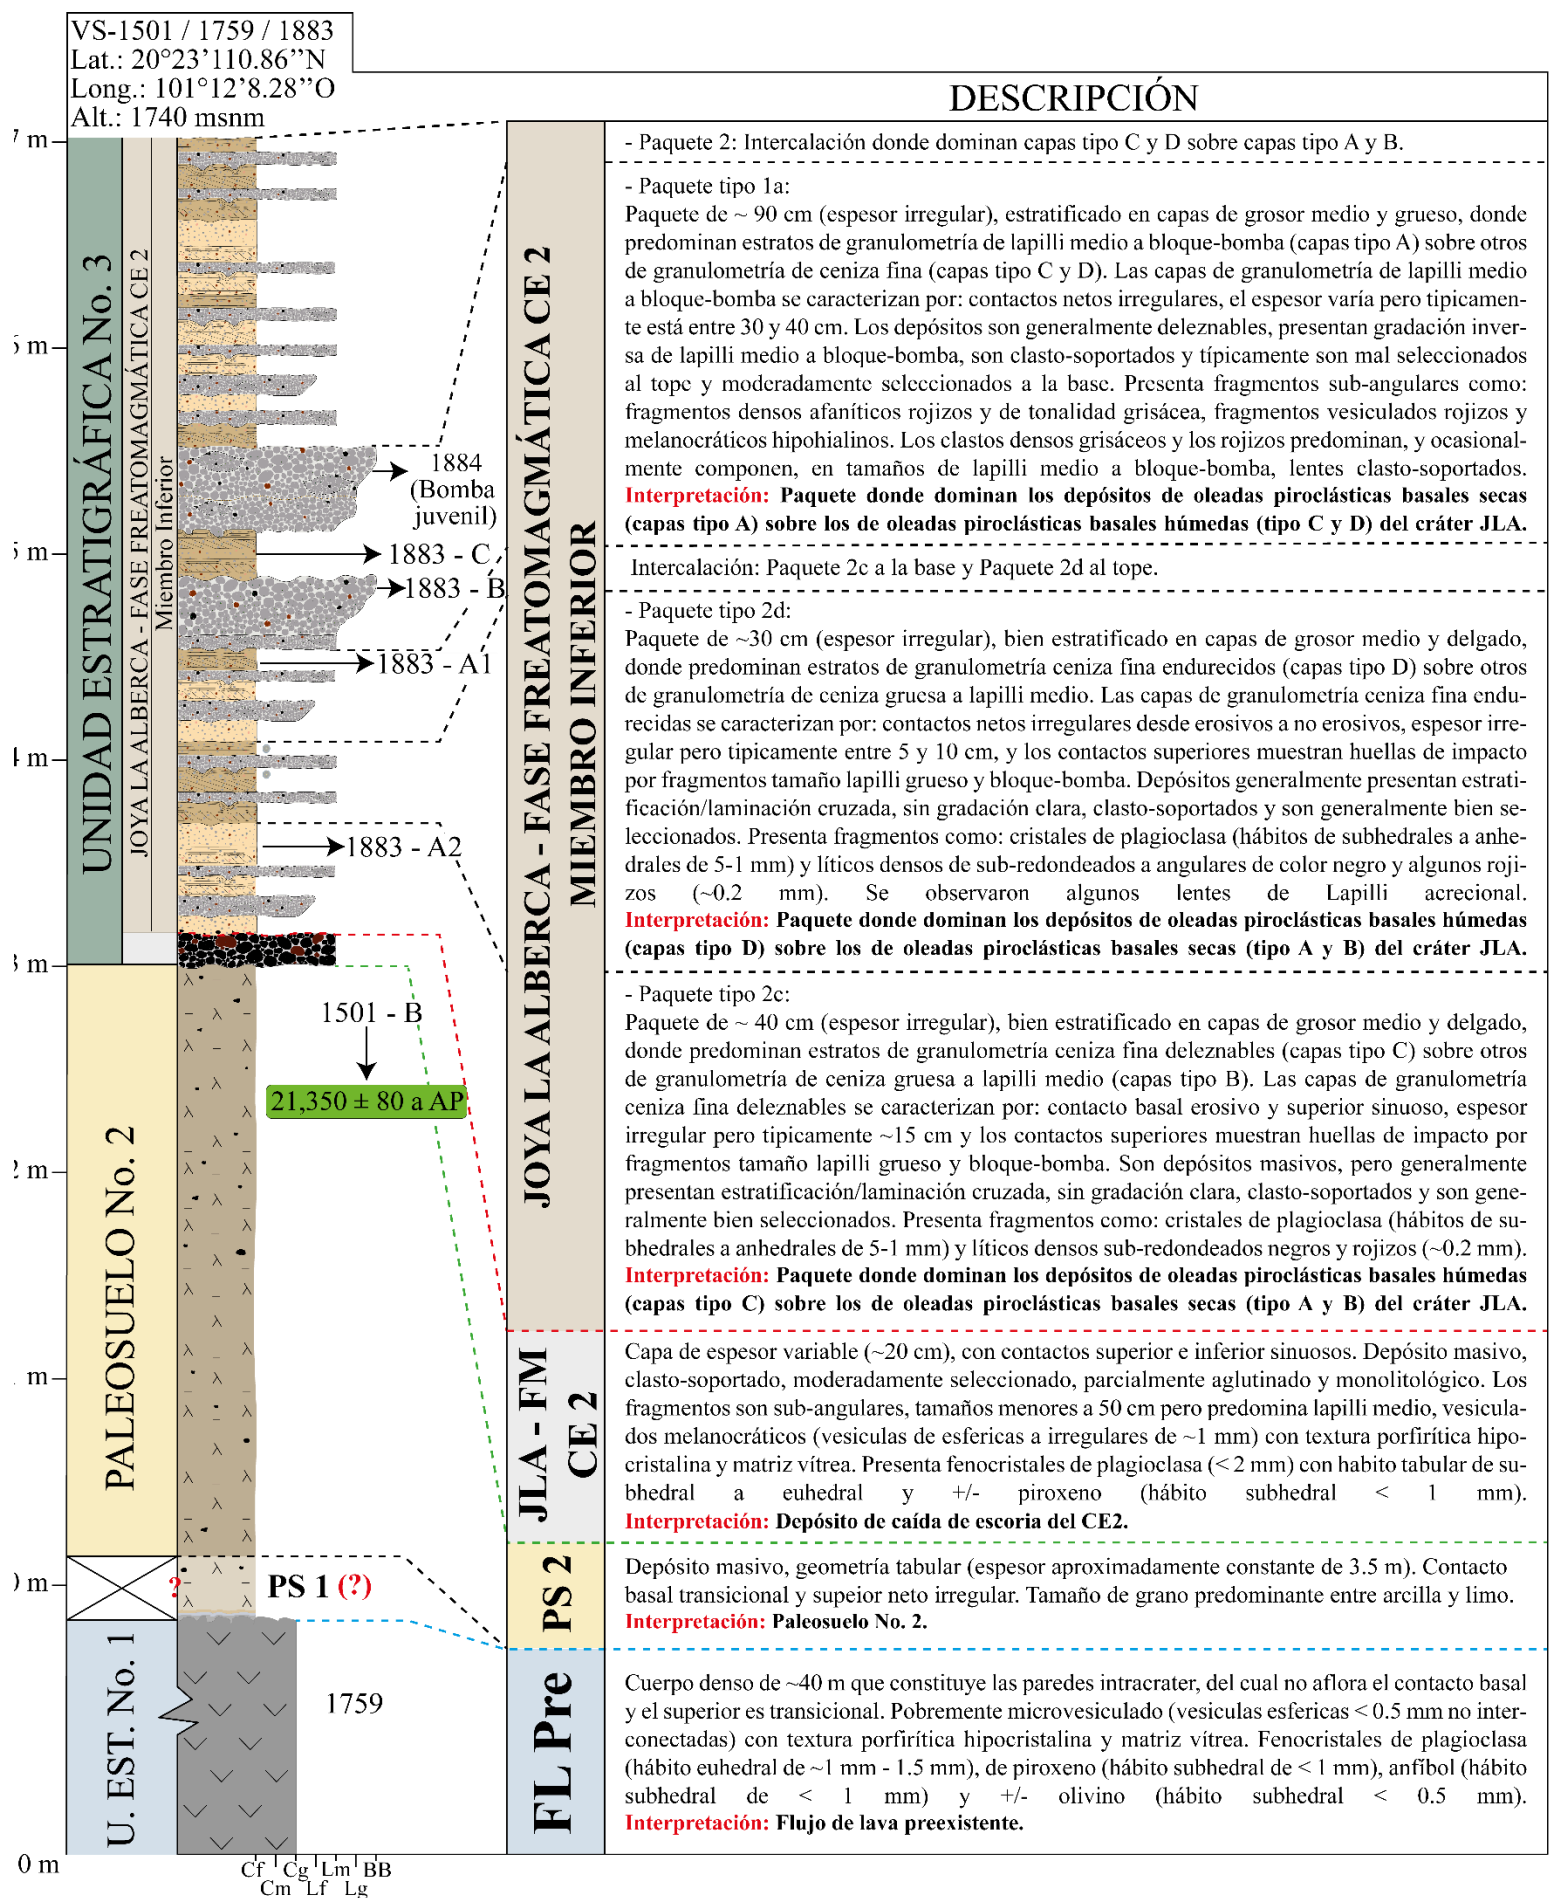 VS-1501 / 1759 / 1883
Lat.: 20°23’110.86”N
Long.: 101°12’8.28”O
Alt.: 1740 msnm
7 m
m
5 m
m
3 m
2 m
m
m
0 m
UNIDAD ESTRATIGRÁFICA No. 3
JOYA LA ALBERCA - FASE FREATOMAGMÁTICA CE 2
Miembro Inferior
PALEOSUELO No. 2
U. EST. No. 1
1884
(Bomba
juvenil)
1883 - C
1883 - B
1883 - A1
1883 - A2
1501 - B
21,350 ± 80 a AP
?
PS 1 (?)
1759
Cf
Cm
Cg
Lf
Lm
Lg
BB
JOYA LA ALBERCA - FASE FREATOMAGMÁTICA CE 2
MIEMBRO INFERIOR
JLA - FM
CE 2
PS 2
FL Pre
DESCRIPCIÓN
- Paquete 2: Intercalación donde dominan capas tipo C y D sobre capas tipo A y B.
- Paquete tipo 1a:
Paquete de ~ 90 cm (espesor irregular), estratificado en capas de grosor medio y grueso, donde
predominan estratos de granulometría de lapilli medio a bloque-bomba (capas tipo A) sobre otros
de granulometría de ceniza fina (capas tipo C y D). Las capas de granulometría de lapilli medio
a bloque-bomba se caracterizan por: contactos netos irregulares, el espesor varía pero tipicamen-
te está entre 30 y 40 cm. Los depósitos son generalmente deleznables, presentan gradación inver-
sa de lapilli medio a bloque-bomba, son clasto-soportados y típicamente son mal seleccionados
al tope y moderadamente seleccionados a la base. Presenta fragmentos sub-angulares como:
fragmentos densos afaníticos rojizos y de tonalidad grisácea, fragmentos vesiculados rojizos y
melanocráticos hipohialinos. Los clastos densos grisáceos y los rojizos predominan, y ocasional-
mente componen, en tamaños de lapilli medio a bloque-bomba, lentes clasto-soportados.
Interpretación: Paquete donde dominan los depósitos de oleadas piroclásticas basales secas
(capas tipo A) sobre los de oleadas piroclásticas basales húmedas (tipo C y D) del cráter JLA.
Intercalación: Paquete 2c a la base y Paquete 2d al tope.
- Paquete tipo 2d:
Paquete de ~30 cm (espesor irregular), bien estratificado en capas de grosor medio y delgado,
donde predominan estratos de granulometría ceniza fina endurecidos (capas tipo D) sobre otros
de granulometría de ceniza gruesa a lapilli medio. Las capas de granulometría ceniza fina endu-
recidas se caracterizan por: contactos netos irregulares desde erosivos a no erosivos, espesor irre-
gular pero tipicamente entre 5 y 10 cm, y los contactos superiores muestran huellas de impacto
por fragmentos tamaño lapilli grueso y bloque-bomba. Depósitos generalmente presentan estrati-
ficación/laminación cruzada, sin gradación clara, clasto-soportados y son generalmente bien se-
leccionados. Presenta fragmentos como: cristales de plagioclasa (hábitos de subhedrales a anhe-
drales de 5-1 mm) y líticos densos de sub-redondeados a angulares de color negro y algunos roji-
zos (~0.2 mm). Se observaron algunos lentes de Lapilli acrecional.
Interpretación: Paquete donde dominan los depósitos de oleadas piroclásticas basales húmedas
(capas tipo D) sobre los de oleadas piroclásticas basales secas (tipo A y B) del cráter JLA.
- Paquete tipo 2c:
Paquete de ~ 40 cm (espesor irregular), bien estratificado en capas de grosor medio y delgado,
donde predominan estratos de granulometría ceniza fina deleznables (capas tipo C) sobre otros
de granulometría de ceniza gruesa a lapilli medio (capas tipo B). Las capas de granulometría
ceniza fina deleznables se caracterizan por: contacto basal erosivo y superior sinuoso, espesor
irregular pero tipicamente ~15 cm y los contactos superiores muestran huellas de impacto por
fragmentos tamaño lapilli grueso y bloque-bomba. Son depósitos masivos, pero generalmente
presentan estratificación/laminación cruzada, sin gradación clara, clasto-soportados y son gene-
ralmente bien seleccionados. Presenta fragmentos como: cristales de plagioclasa (hábitos de su-
bhedrales a anhedrales de 5-1 mm) y líticos densos sub-redondeados negros y rojizos (~0.2 mm).
Interpretación: Paquete donde dominan los depósitos de oleadas piroclásticas basales húmedas
(capas tipo C) sobre los de oleadas piroclásticas basales secas (tipo A y B) del cráter JLA.
Capa de espesor variable (~20 cm), con contactos superior e inferior sinuosos. Depósito masivo,
clasto-soportado, moderadamente seleccionado, parcialmente aglutinado y monolitológico. Los
fragmentos son sub-angulares, tamaños menores a 50 cm pero predomina lapilli medio, vesicula-
dos melanocráticos (vesiculas de esfericas a irregulares de ~1 mm) con textura porfirítica hipo-
cristalina y matriz vítrea. Presenta fenocristales de plagioclasa (< 2 mm) con habito tabular de su-
bhedral a euhedral y +/- piroxeno (hábito subhedral < 1 mm).
Interpretación: Depósito de caída de escoria del CE2.
Depósito masivo, geometría tabular (espesor aproximadamente constante de 3.5 m). Contacto
basal transicional y supeior neto irregular. Tamaño de grano predominante entre arcilla y limo.
Interpretación: Paleosuelo No. 2.
Cuerpo denso de ~40 m que constituye las paredes intracrater, del cual no aflora el contacto basal
y el superior es transicional. Pobremente microvesiculado (vesiculas esfericas < 0.5 mm no inter-
conectadas) con textura porfirítica hipocristalina y matriz vítrea. Fenocristales de plagioclasa
(hábito euhedral de ~1 mm - 1.5 mm), de piroxeno (hábito subhedral de < 1 mm), anfibol (hábito
subhedral de < 1 mm) y +/- olivino (hábito subhedral < 0.5 mm).
Interpretación: Flujo de lava preexistente.